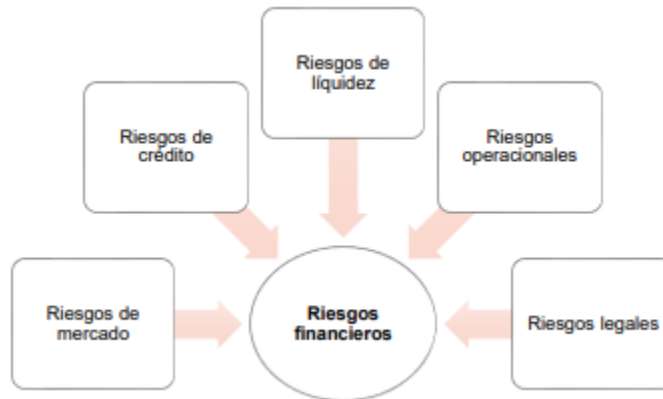 Riesgos de
líquidez
Riesgos de
crédito
Riesgos
operacionales
Riesgos de
mercado
Riesgos
financieros
Riesgos legales